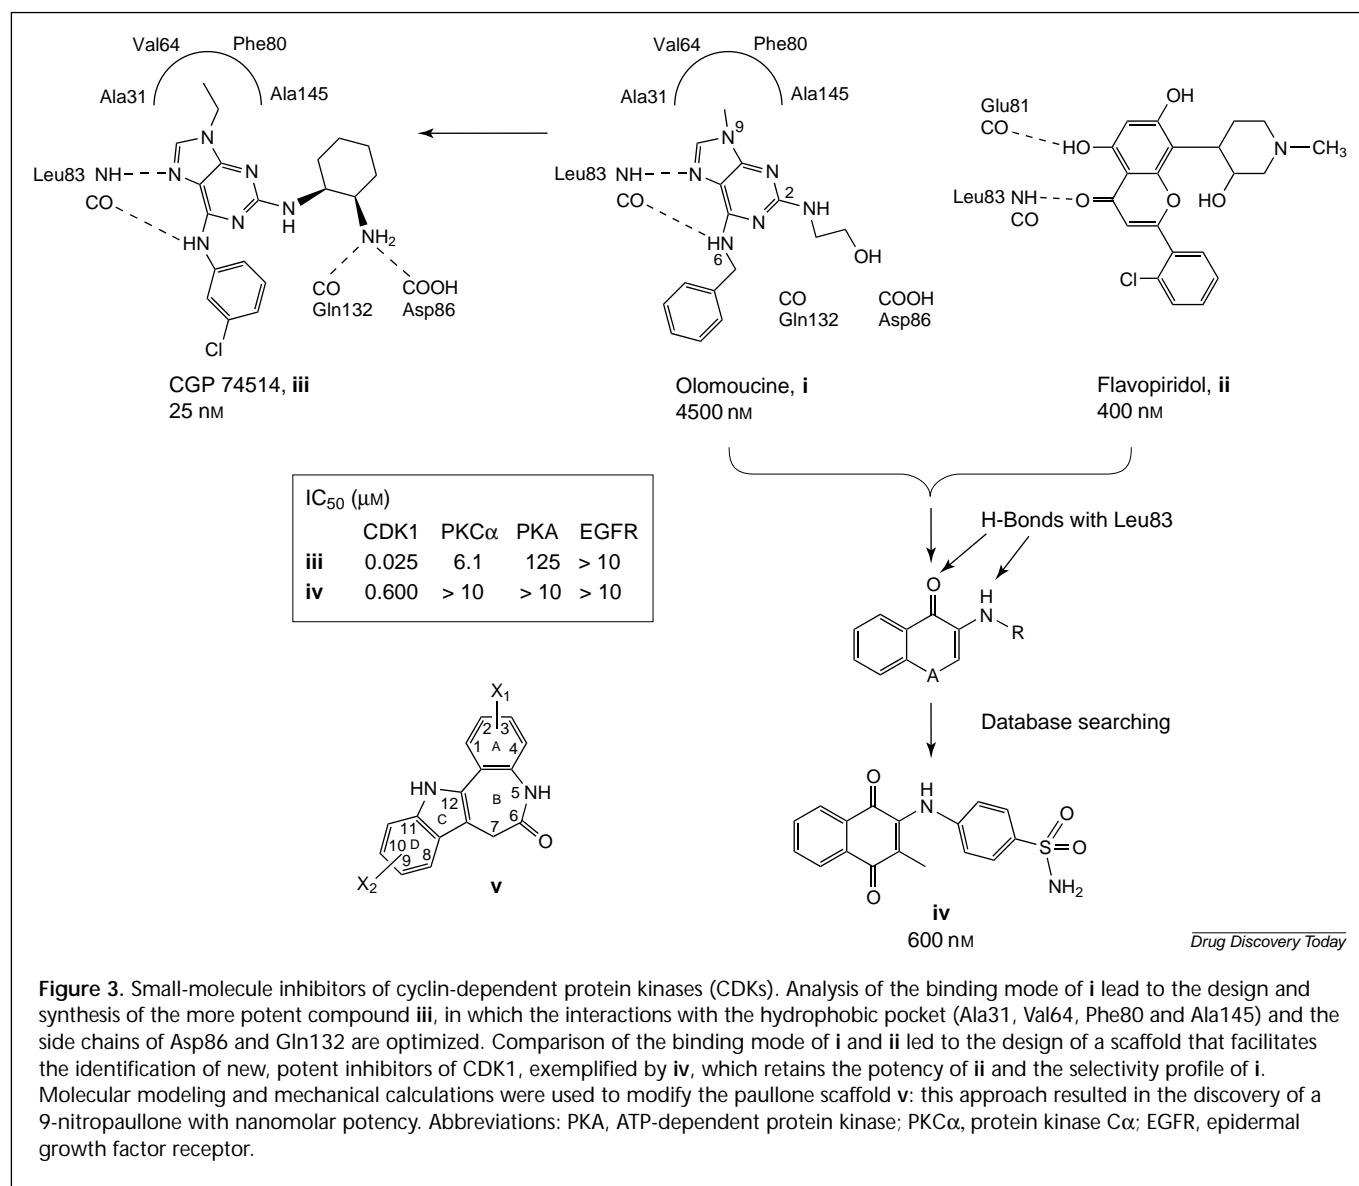 Val64 Phe80
Ala31 Ala145
N
N
N
N
N
H
Leu83 NH
CO
HN
NH2
CO COOH
Gln132 Asp86
Cl
CGP 74514, iii
25 nM
Val64 Phe80
Ala31 Ala145
9
N
N
N
N
2
NH
OH
Leu83 NH
CO
HN
6
CO COOH
Gln132 Asp86
Olomoucine, i
4500 nM
Glu81
CO
OH
HO
N CH3
HO
Leu83 NH
CO
O
O
Cl
Flavopiridol, ii
400 nM
IC50 (μM)
CDK1 PKCα PKA EGFR
iii 0.025 6.1 125 > 10
iv 0.600 > 10 > 10 > 10
H-Bonds with Leu83
O
H
N
R
A
Database searching
X1
2 3
1 A 4
HN
12
B
5 NH
6
7
O
C
11
10 D
9 8
X2
v
O
H
N
O
S O
NH2
O
iv
600 nM
Drug Discovery Today
Figure 3. Small-molecule inhibitors of cyclin-dependent protein kinases (CDKs). Analysis of the binding mode of i lead to the design and
synthesis of the more potent compound iii, in which the interactions with the hydrophobic pocket (Ala31, Val64, Phe80 and Ala145) and the
side chains of Asp86 and Gln132 are optimized. Comparison of the binding mode of i and ii led to the design of a scaffold that facilitates
the identification of new, potent inhibitors of CDK1, exemplified by iv, which retains the potency of ii and the selectivity profile of i.
Molecular modeling and mechanical calculations were used to modify the paullone scaffold v: this approach resulted in the discovery of a
9-nitropaullone with nanomolar potency. Abbreviations: PKA, ATP-dependent protein kinase; PKCα, protein kinase Cα; EGFR, epidermal
growth factor receptor.